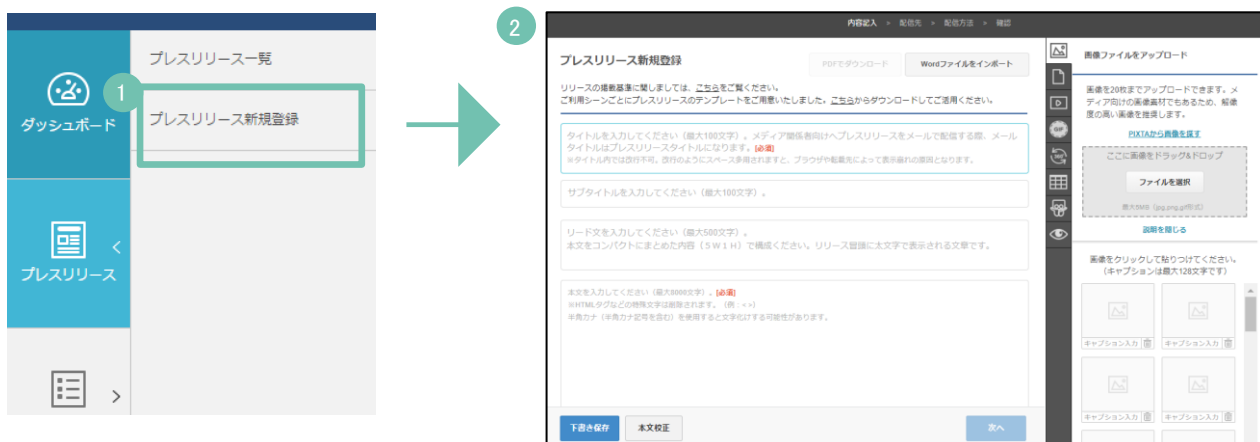 1
ダッシュボード
プレスリリース
プレスリリース一覧
プレスリリース新規登録
2
内容記入 > 配信先 > 配信方法 > 確認
プレスリリース新規登録
PDFでダウンロード
Wordファイルをインポート
リリースの掲載基準に関しましては、こちらをご覧ください。
ご利用シーンごとにプレスリリースのテンプレートをご用意いたしました。こちらからダウンロードしてご活用ください。
タイトルを入力してください（最大100文字）。メディア関係者向けへプレスリリースをメールで配信する際、メール
タイトルはプレスリリースタイトルになります。[必須]
※タイトル内では改行不可。改行のようにスペース多用されますと、ブラウザや転載先によって表示崩れの原因となります。
サブタイトルを入力してください（最大100文字）。
リード文を入力してください（最大500文字）。
本文をコンパクトにまとめた内容（５Ｗ１Ｈ）で構成ください。リリース冒頭に太文字で表示される文章です。
本文を入力してください（最大8000文字）。[必須]
※HTMLタグなどの特殊文字は削除されます。（例：< >）
半角カナ（半角カナ記号を含む）を使用すると文字化けする可能性があります。
下書き保存
本文校正
次へ
GIF
360°
画像ファイルをアップロード
画像を20枚までアップロードできます。メ
ディア向けの画像素材でもあるため、解像
度の高い画像を推奨します。
PIXTAから画像を探す
ここに画像をドラッグ&ドロップ
ファイルを選択
最大5MB（jpg,png,gif形式）
説明を閉じる
画像をクリックして貼りつけてください。
（キャプションは最大128文字です）
キャプション入力
キャプション入力
キャプション入力
キャプション入力